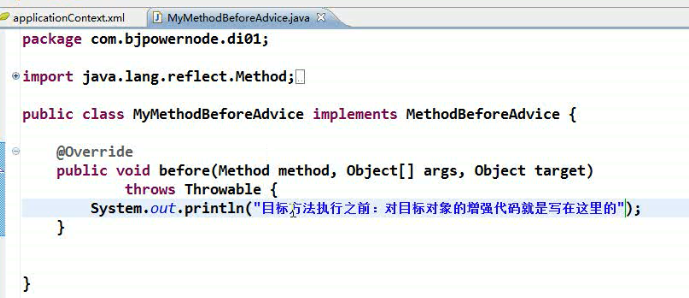 applicationContext.xml MyMethodBeforeAdvice.java
package com.bjpowernode.di01;
import java.lang.reflect.Method;
public class MyMethodBeforeAdvice implements MethodBeforeAdvice {
@Override
public void before(Method method, Object[] args, Object target)
throws Throwable {
System.out.println("目标方法执行之前：对目标对象的增强代码就是写在这里的");
}
}